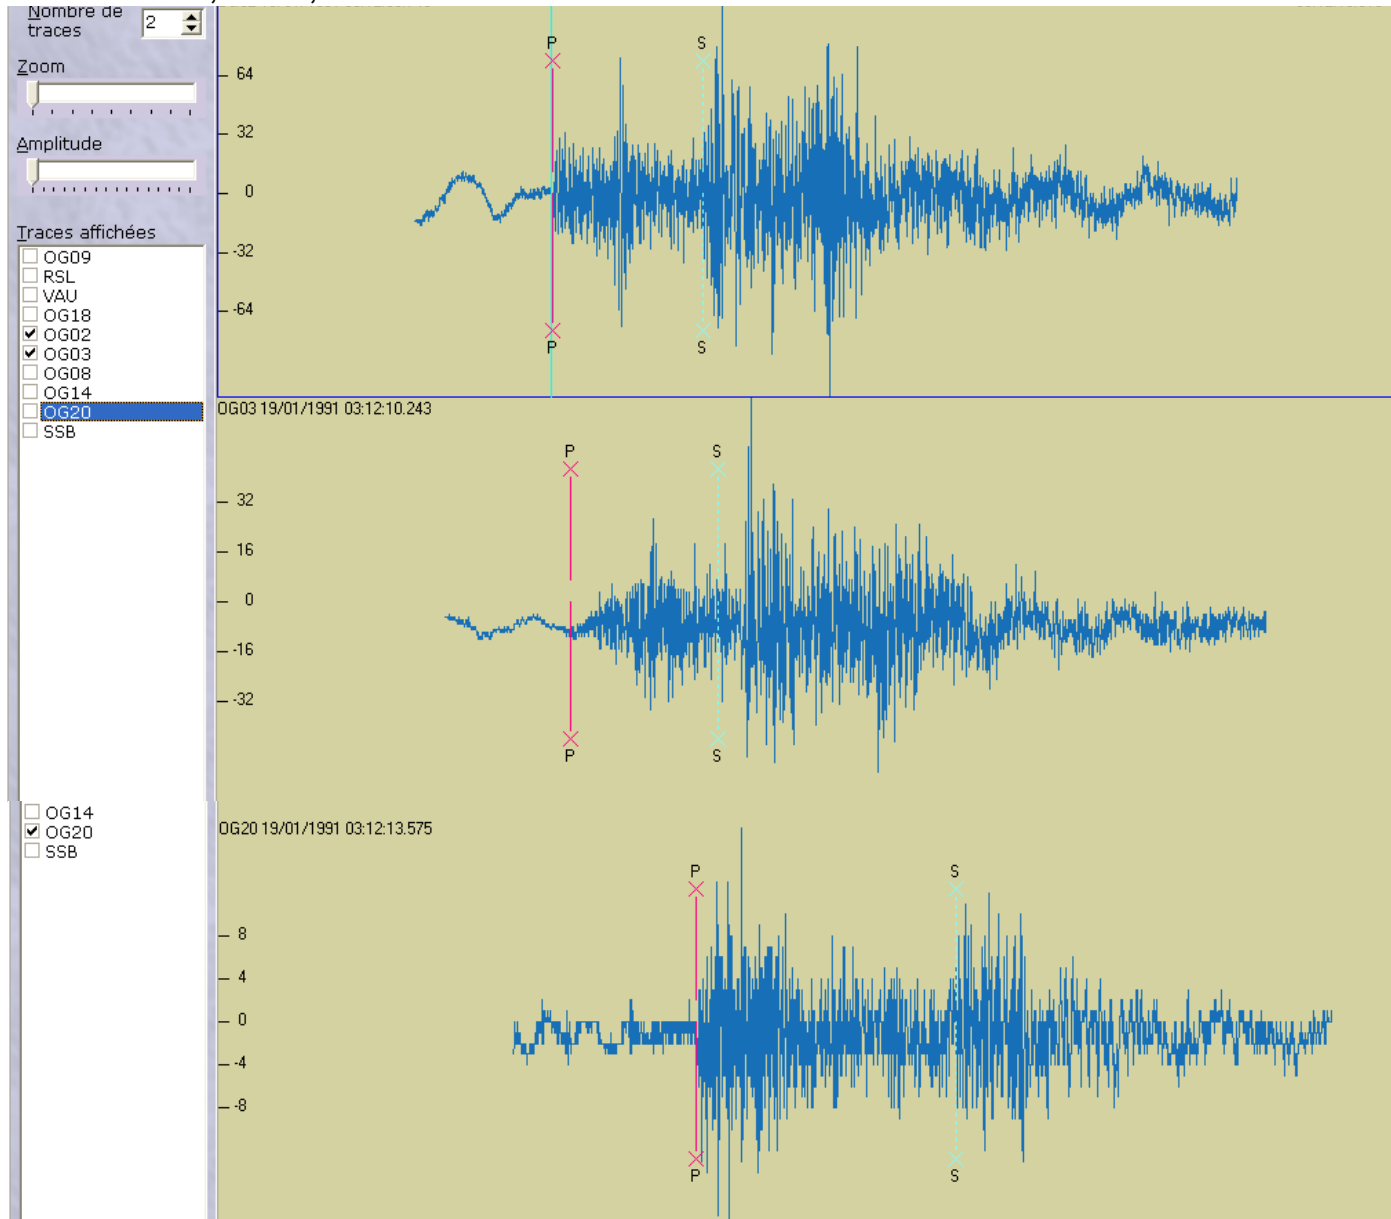 Nombre de
traces
2
Zoom
Amplitude
Traces affichées
OG09
RSL
VAU
OG18
OG02
OG03
OG08
OG14
OG20
SSB
P
S
64
32
0
-32
-64
P
S
OG03 19/01/1991 03:12:10.243
P
S
32
16
0
-16
-32
P
S
OG14
OG20
SSB
OG20 19/01/1991 03:12:13.575
P
S
8
4
0
-4
-8
P
S